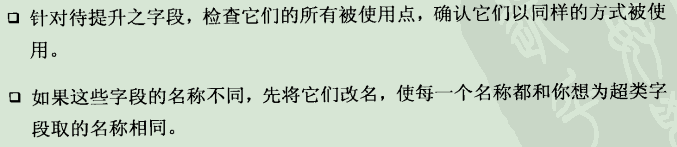 ❑ 针对待提升之字段，检查它们的所有被使用点，确认它们以同样的方式被使
用。
❑ 如果这些字段的名称不同，先将它们改名，使每一个名称都和你想为超类字
段取的名称相同。